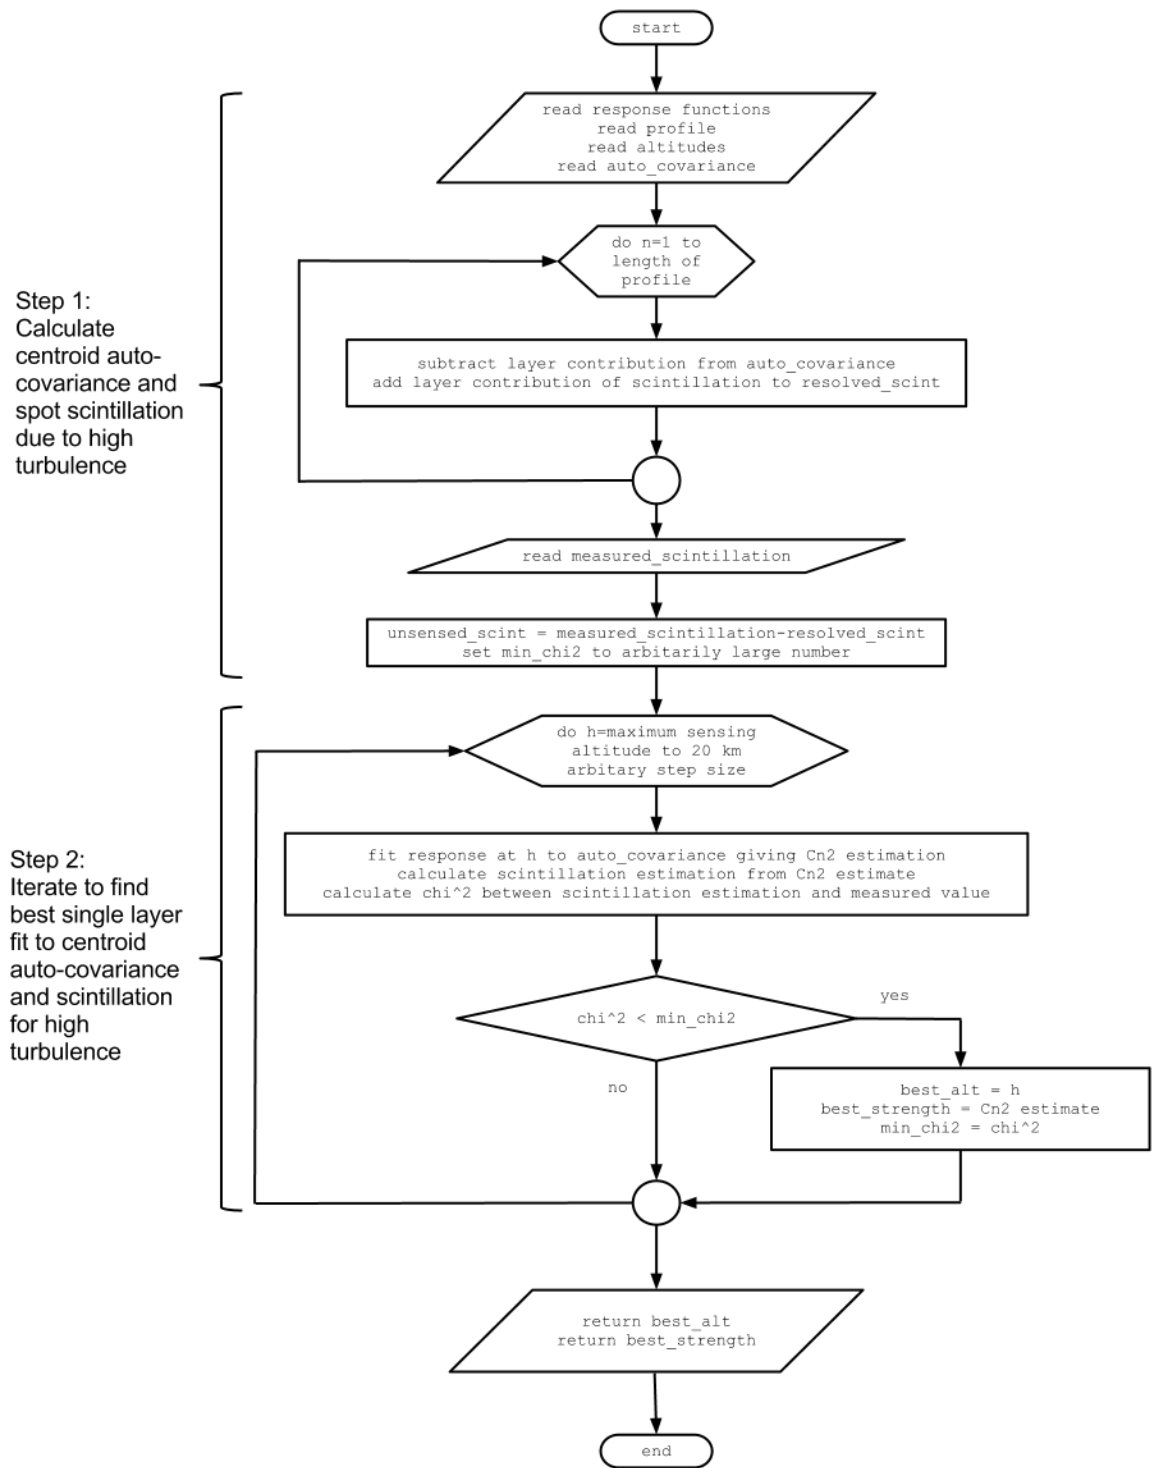 start
read response functions
read profile
read altitudes
read auto_covariance
do n=1 to
length of
profile
Step 1:
Calculate
centroid auto-
covariance and
spot scintillation
due to high
turbulence
subtract layer contribution from auto_covariance
add layer contribution of scintillation to resolved_scint
read measured_scintillation
unsensed_scint = measured_scintillation-resolved_scint
set min_chi2 to arbitarily large number
do h=maximum sensing
altitude to 20 km
arbitary step size
Step 2:
Iterate to find
best single layer
fit to centroid
auto-covariance
and scintillation
for high
turbulence
fit response at h to auto_covariance giving Cn2 estimation
calculate scintillation estimation from Cn2 estimate
calculate chi^2 between scintillation estimation and measured value
chi^2 < min_chi2
yes
no
best_alt = h
best_strength = Cn2 estimate
min_chi2 = chi^2
return best_alt
return best_strength
end